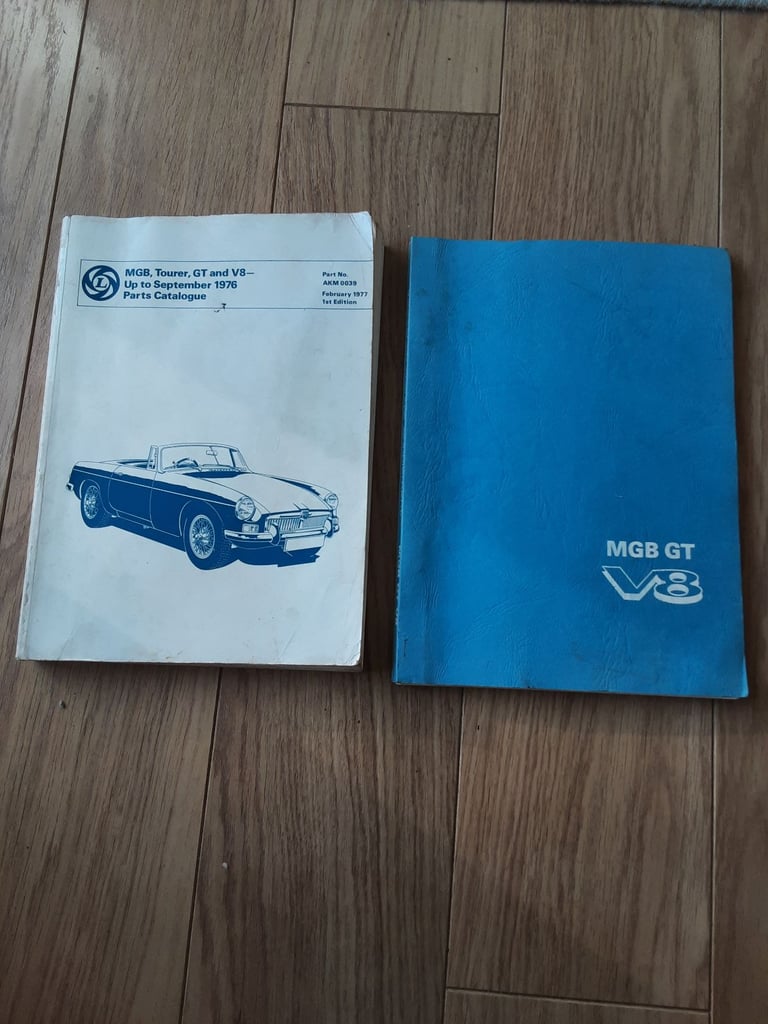 MGB, Tourer, GT and V8—
Up to September 1976
Parts Catalogue
Part No.
AKM 0039
February 1977
1st Edition
L
MGB GT
V8